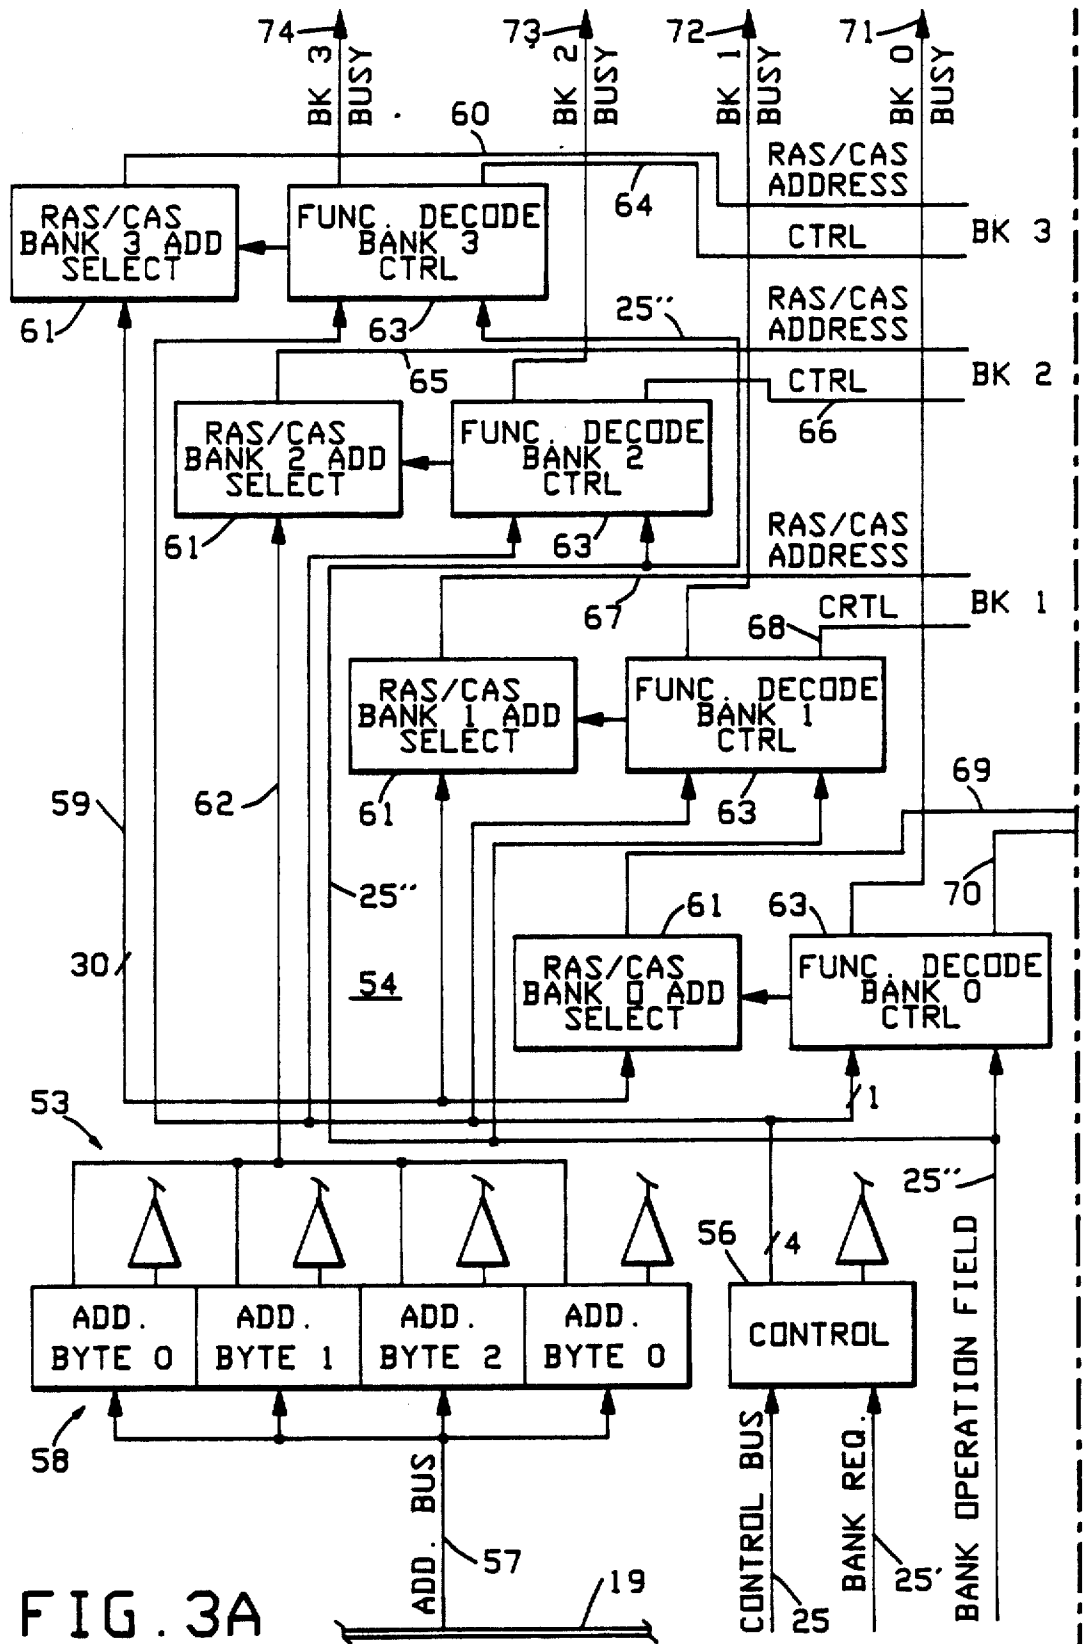 74
73
72
71
BK 3
BUSY
BK 2
BUSY
BK 1
BUSY
BK 0
BUSY
60
RAS/CAS
ADDRESS
64
RAS/CAS
BANK 3 ADD
SELECT
FUNC. DECODE
BANK 3
CTRL
CTRL
BK 3
61
63
25''
RAS/CAS
ADDRESS
65
CTRL
BK 2
66
RAS/CAS
BANK 2 ADD
SELECT
FUNC. DECODE
BANK 2
CTRL
61
63
RAS/CAS
ADDRESS
67
CRTL
BK 1
68
RAS/CAS
BANK 1 ADD
SELECT
FUNC. DECODE
BANK 1
CTRL
59
62
61
63
69
25''
70
61
63
30
54
RAS/CAS
BANK 0 ADD
SELECT
FUNC. DECODE
BANK 0
CTRL
53
1
25''
56
4
ADD.
BYTE 0
ADD.
BYTE 1
ADD.
BYTE 2
ADD.
BYTE 0
CONTROL
58
ADD. BUS
57
CONTROL BUS
25
BANK REQ.
25'
BANK OPERATION FIELD
19
FIG. 3A